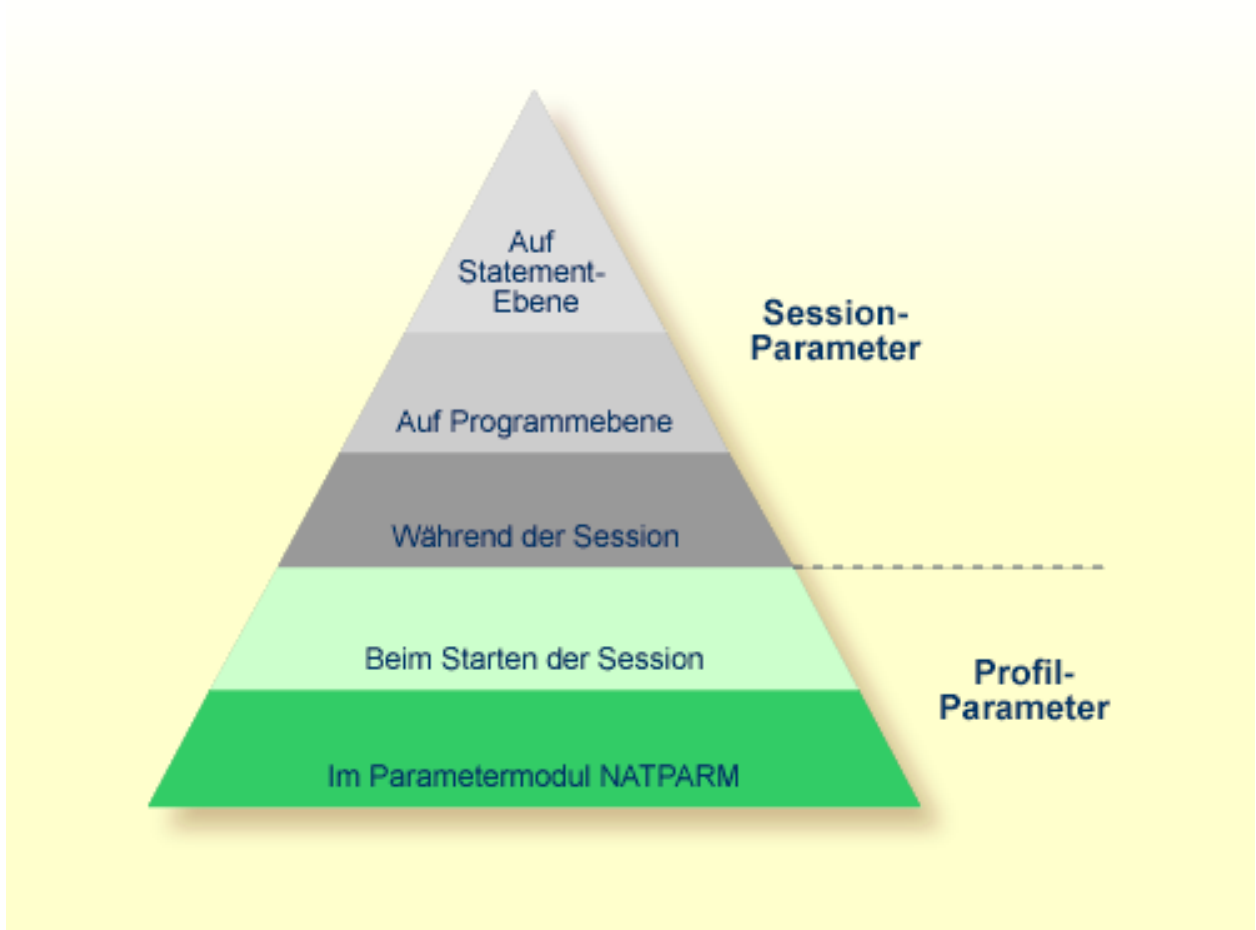 Auf
Statement-
Ebene
Session-
Parameter
Auf Programmebene
Während der Session
Beim Starten der Session
Profil-
Parameter
Im Parametermodul NATPARM